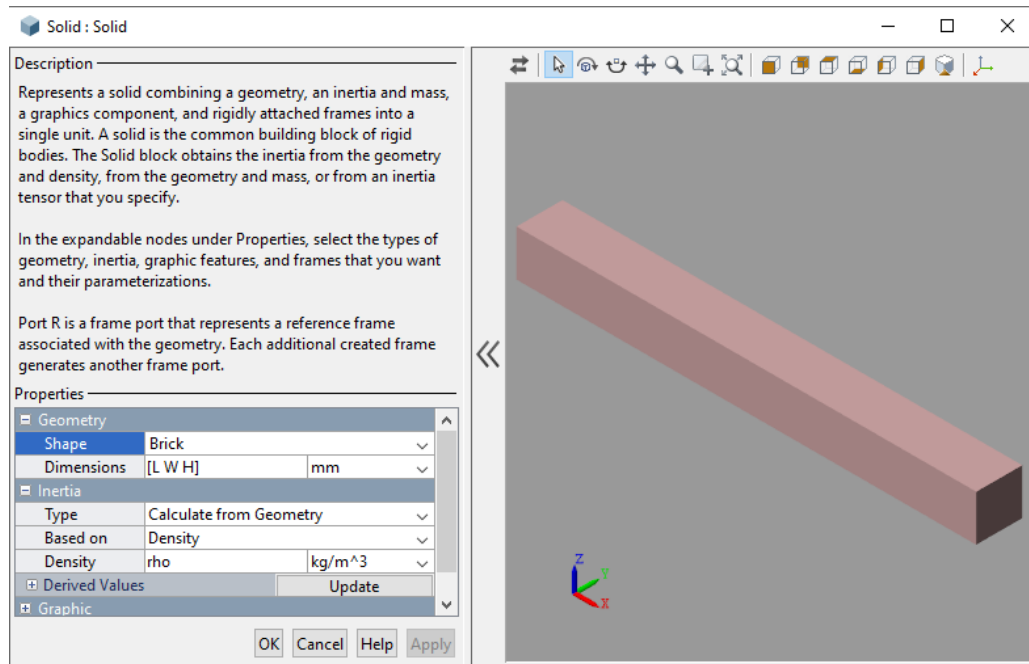 Solid : Solid
Description
Represents a solid combining a geometry, an inertia and mass,
a graphics component, and rigidly attached frames into a
single unit. A solid is the common building block of rigid
bodies. The Solid block obtains the inertia from the geometry
and density, from the geometry and mass, or from an inertia
tensor that you specify.
In the expandable nodes under Properties, select the types of
geometry, inertia, graphic features, and frames that you want
and their parameterizations.
Port R is a frame port that represents a reference frame
associated with the geometry. Each additional created frame
generates another frame port.
Properties
Geometry
Shape Brick
Dimensions [L W H] mm
Inertia
Type Calculate from Geometry
Based on Density
Density rho kg/m^3
Derived Values Update
Graphic
OK Cancel Help Apply
Z
Y
X